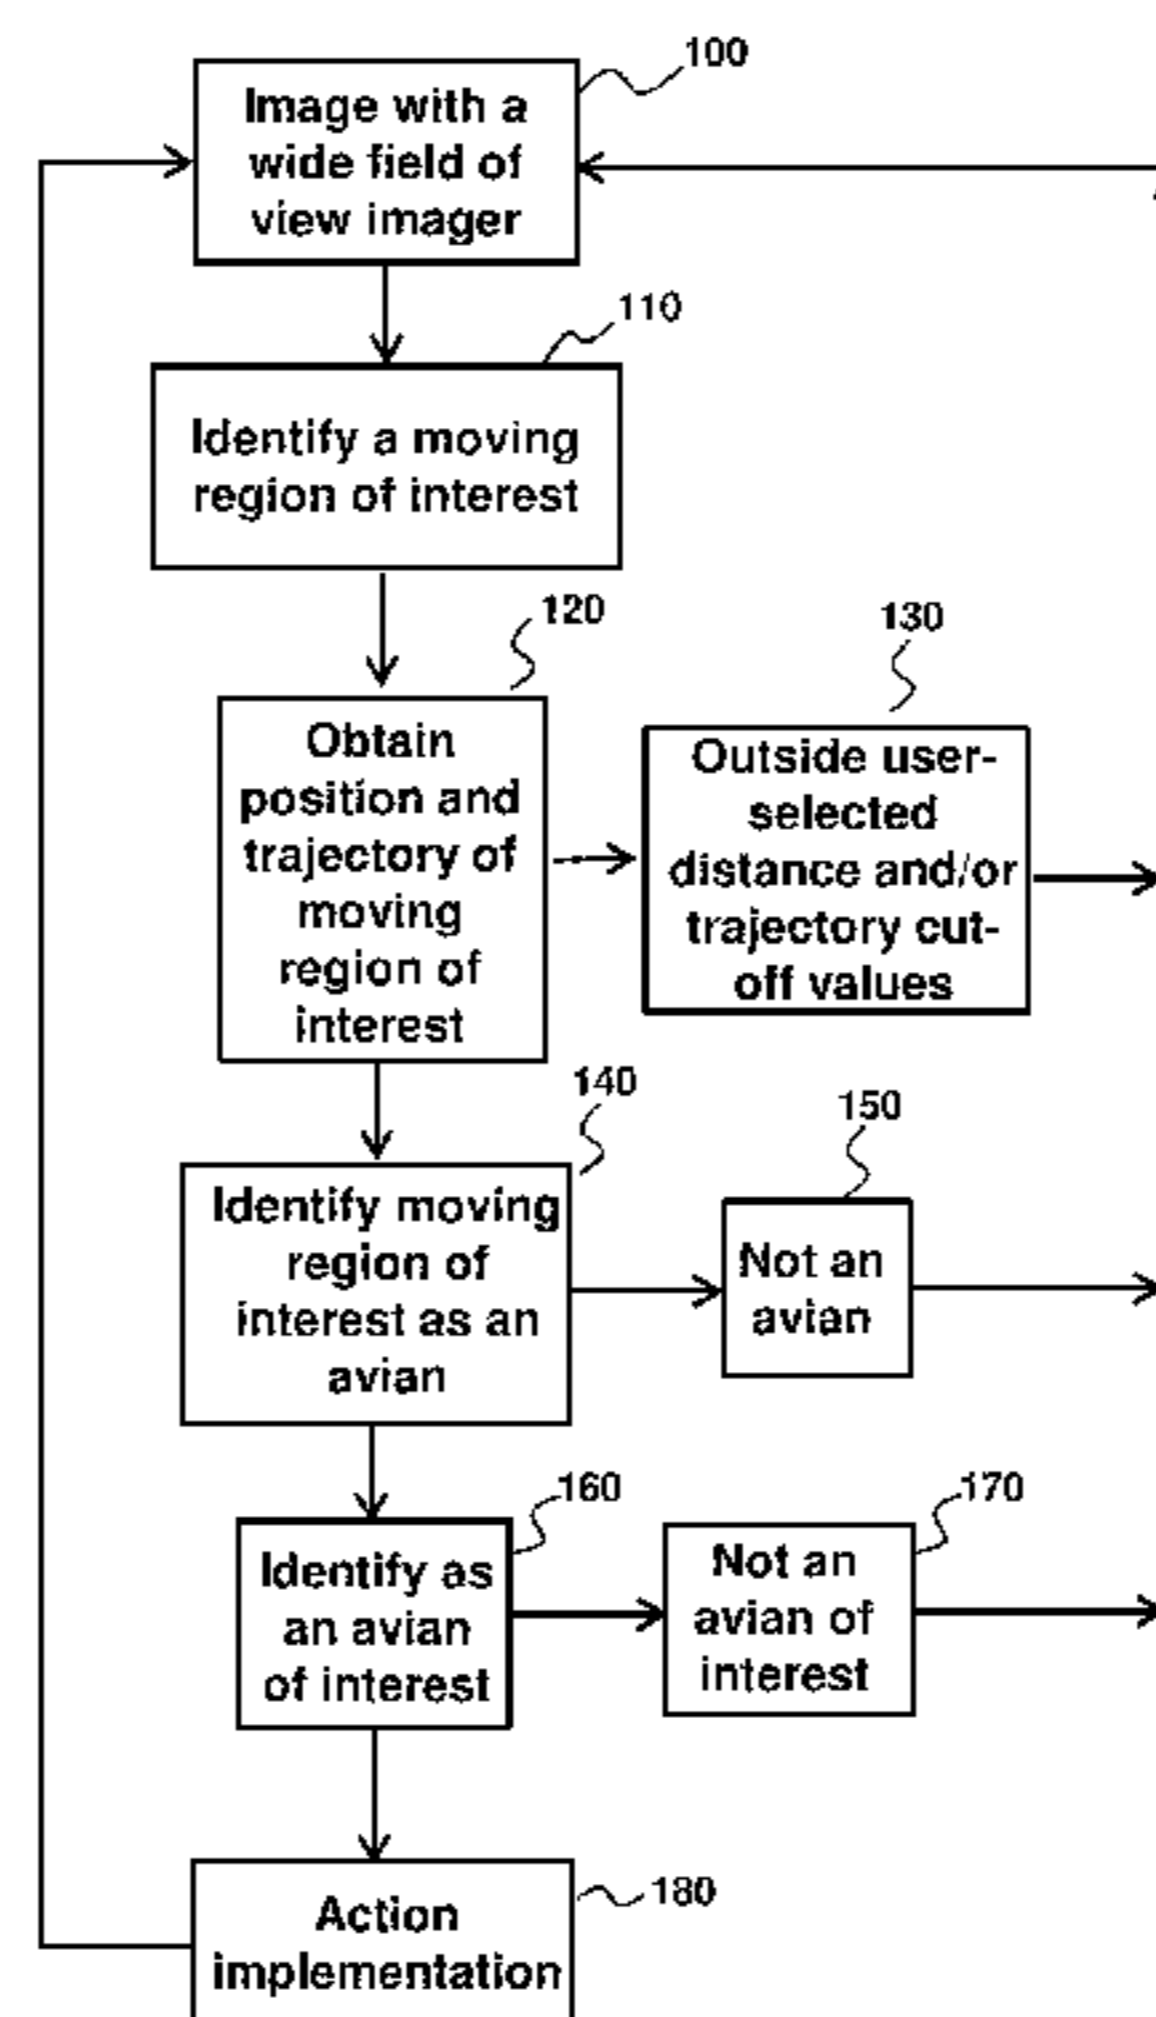 100
Image with a
wide field of
view imager
110
Identify a moving
region of interest
120
130
Obtain
position and
trajectory of
moving
region of
interest
Outside user-
selected
distance and/or
trajectory cut-
off values
140
150
Identify moving
region of
interest as an
avian
Not an
avian
160
170
Identify as
an avian
of interest
Not an
avian of
interest
180
Action
implementation